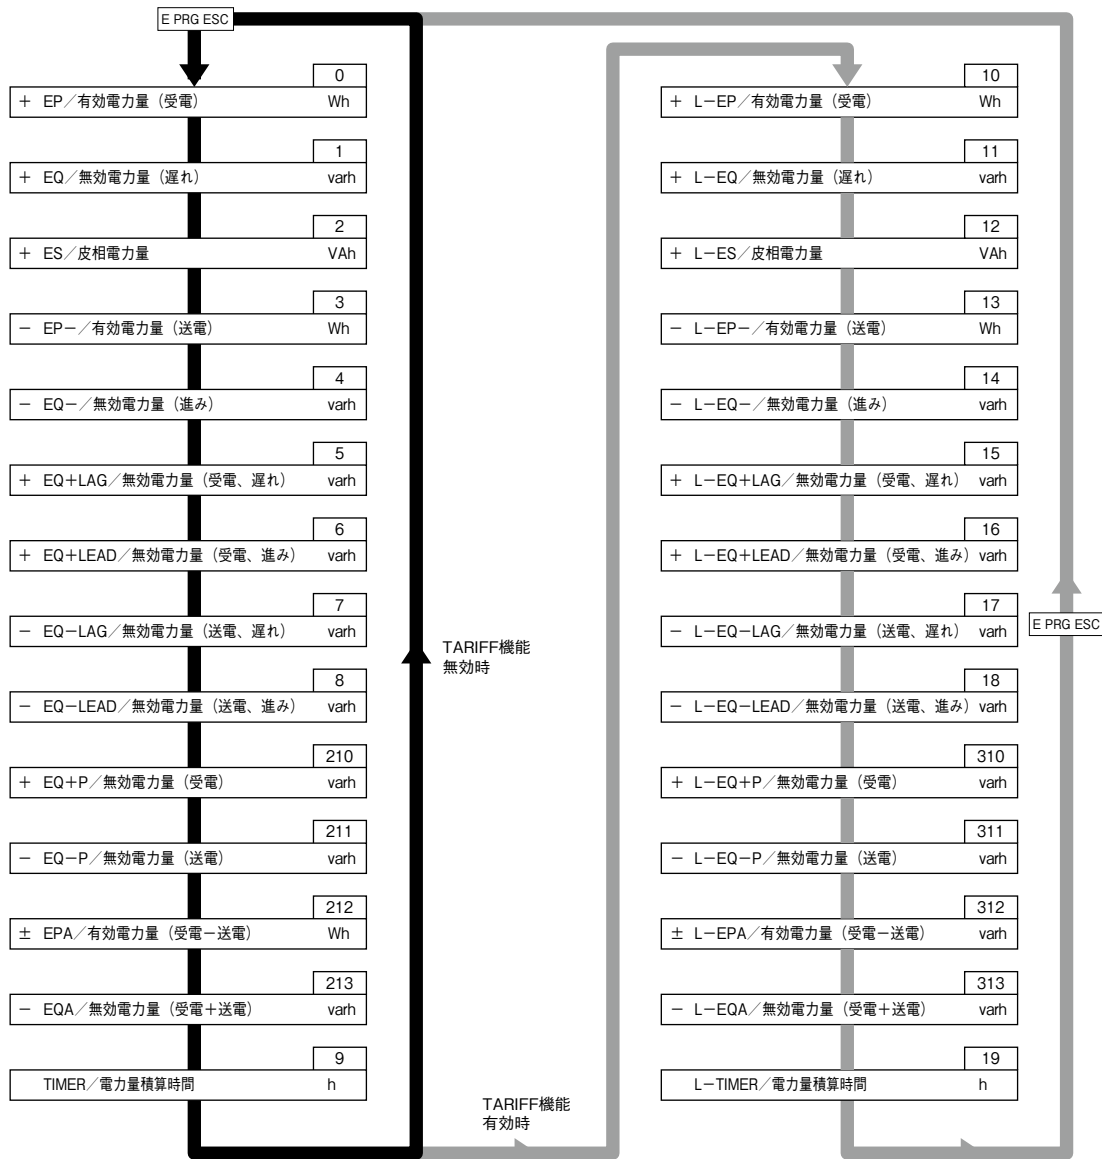 E PRG ESC
0
+ EP/有効電力量（受電） Wh
1
+ EQ/無効電力量（遅れ） varh
2
+ ES/皮相電力量 VAh
3
− EP−/有効電力量（送電） Wh
4
− EQ−/無効電力量（進み） varh
5
+ EQ+LAG/無効電力量（受電、遅れ） varh
6
+ EQ+LEAD/無効電力量（受電、進み） varh
7
− EQ−LAG/無効電力量（送電、遅れ） varh
8
− EQ−LEAD/無効電力量（送電、進み） varh
210
+ EQ+P/無効電力量（受電） varh
211
− EQ−P/無効電力量（送電） varh
212
± EPA/有効電力量（受電−送電） Wh
213
− EQA/無効電力量（受電+送電） varh
9
TIMER/電力量積算時間 h
TARIFF機能
無効時
TARIFF機能
有効時
10
+ L−EP/有効電力量（受電） Wh
11
+ L−EQ/無効電力量（遅れ） varh
12
+ L−ES/皮相電力量 VAh
13
− L−EP−/有効電力量（送電） Wh
14
− L−EQ−/無効電力量（進み） varh
15
+ L−EQ+LAG/無効電力量（受電、遅れ） varh
16
+ L−EQ+LEAD/無効電力量（受電、進み） varh
17
− L−EQ−LAG/無効電力量（送電、遅れ） varh
18
− L−EQ−LEAD/無効電力量（送電、進み） varh
310
+ L−EQ+P/無効電力量（受電） varh
311
− L−EQ−P/無効電力量（送電） varh
312
± L−EPA/有効電力量（受電−送電） varh
313
− L−EQA/無効電力量（受電+送電） varh
19
L−TIMER/電力量積算時間 h
E PRG ESC